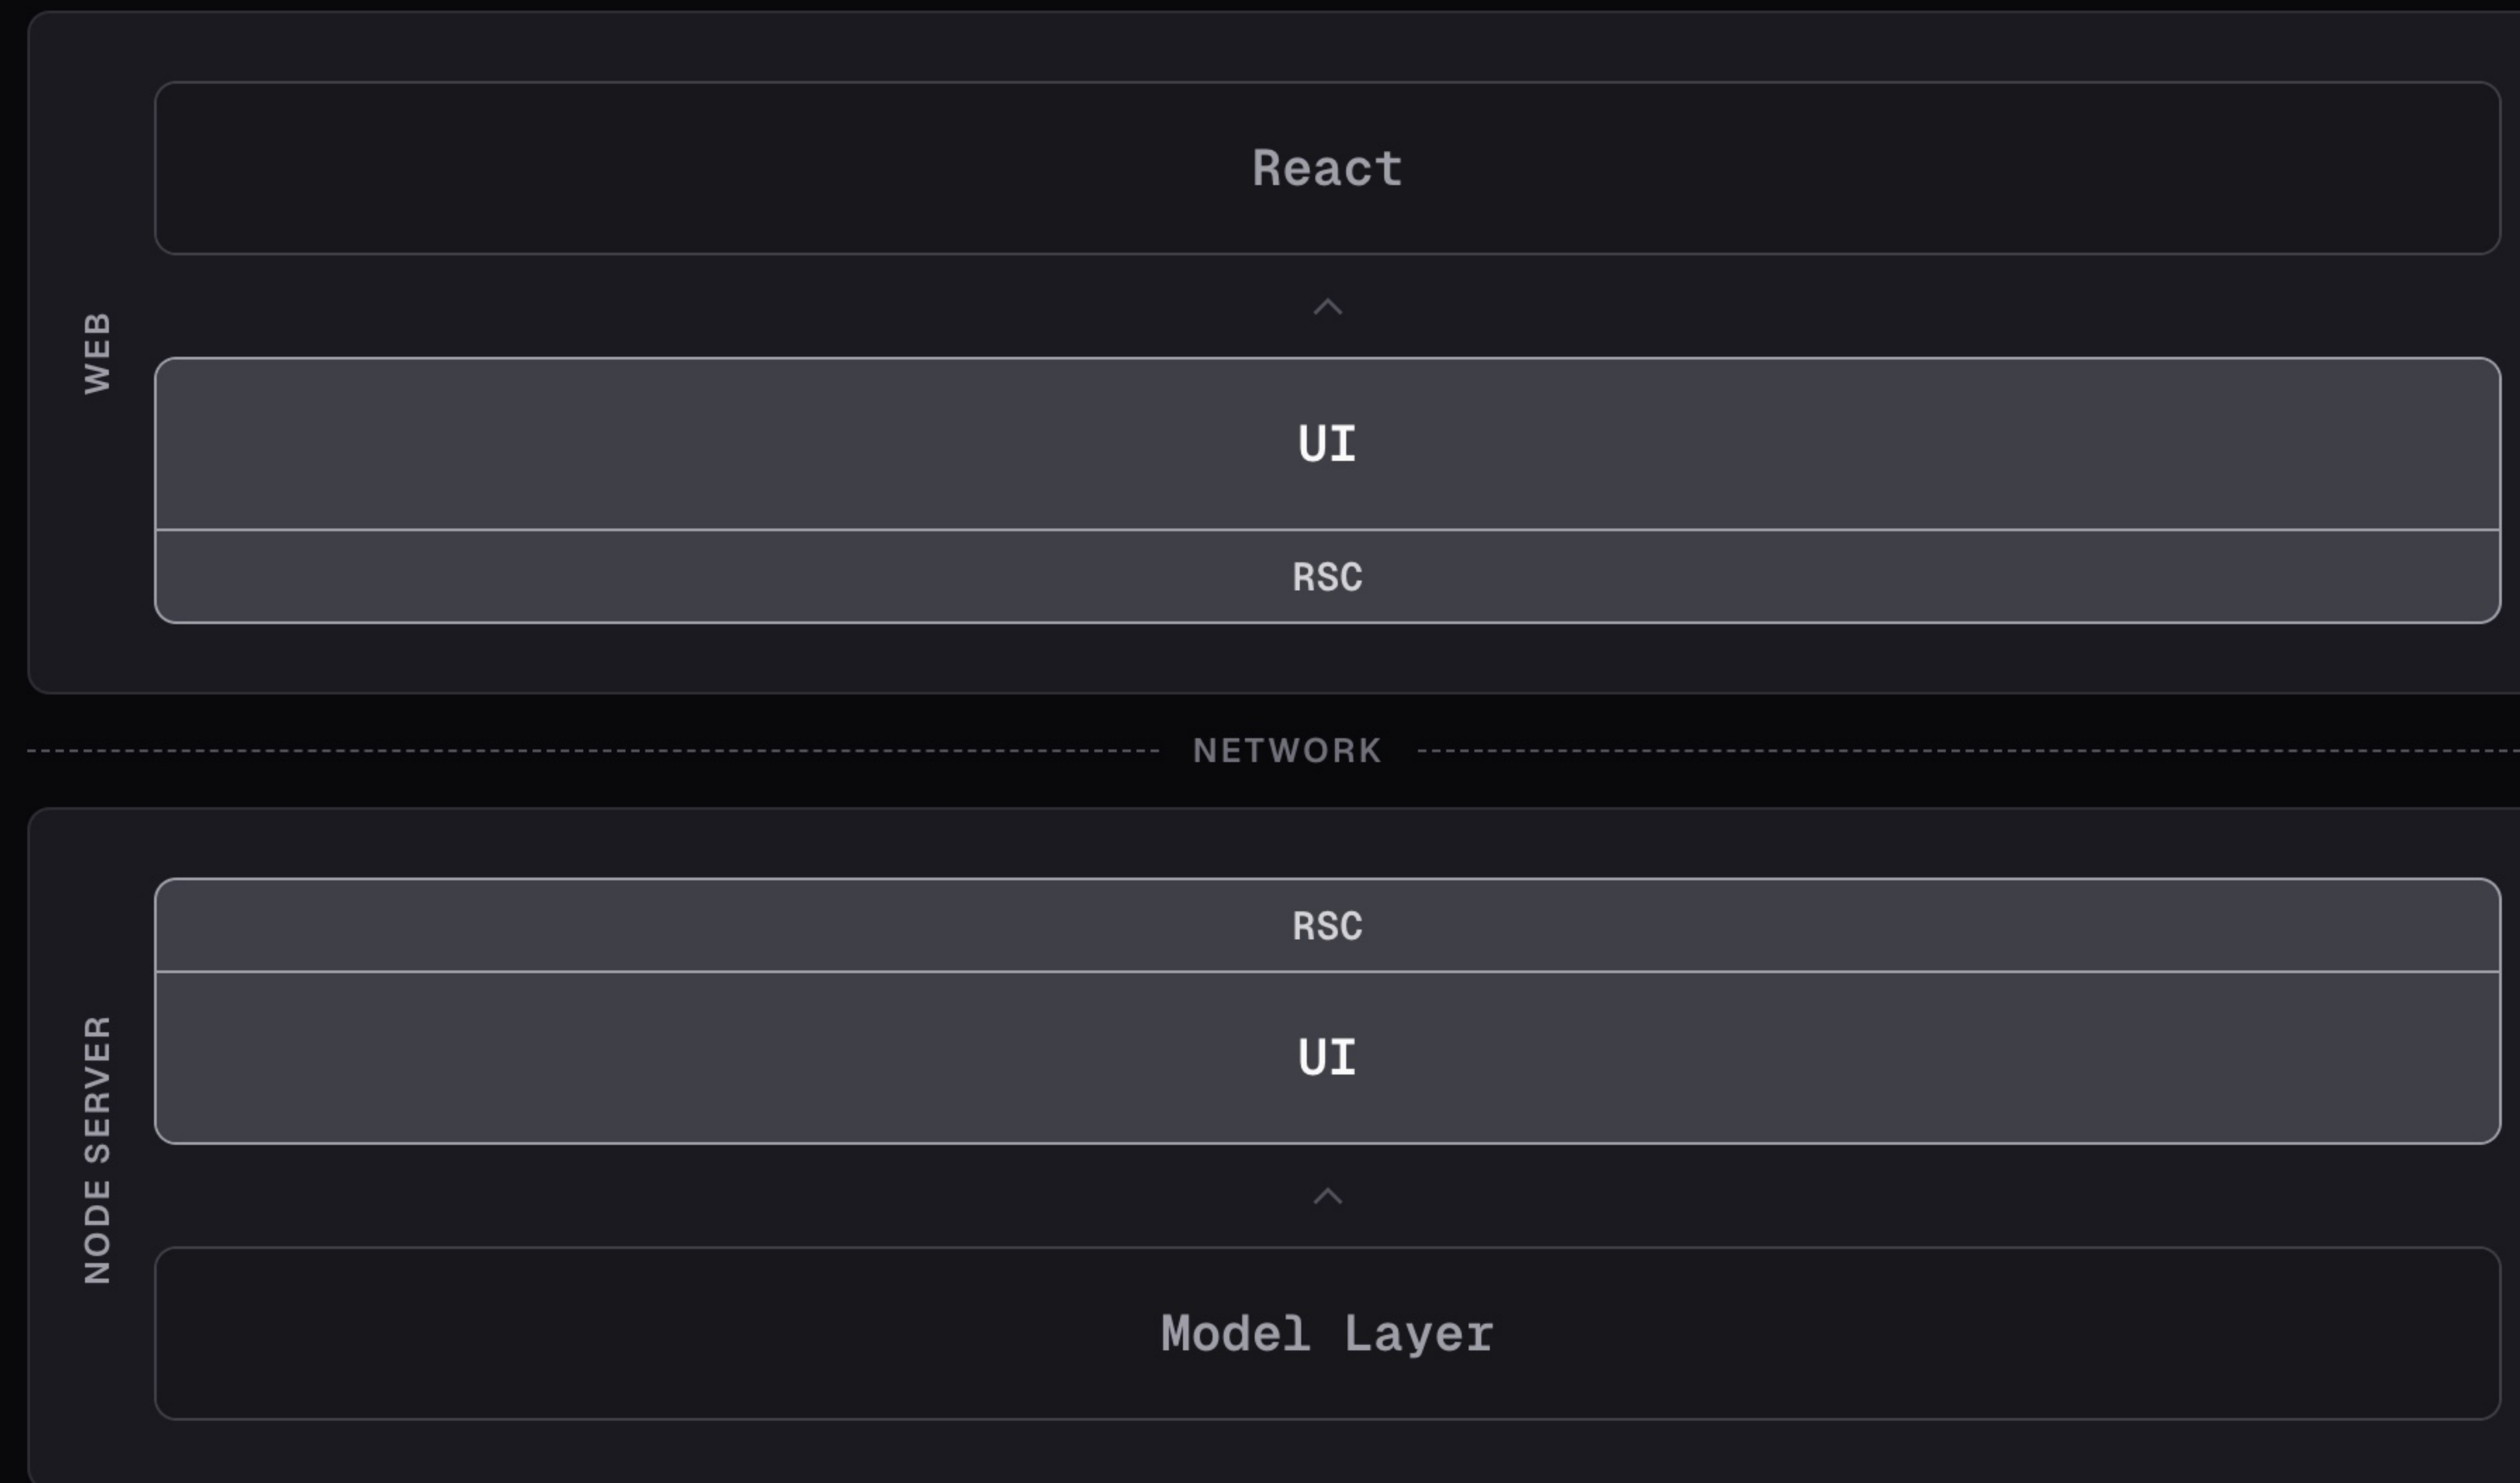 React
WEB
UI
RSC
NETWORK
RSC
UI
NODE SERVER
Model Layer